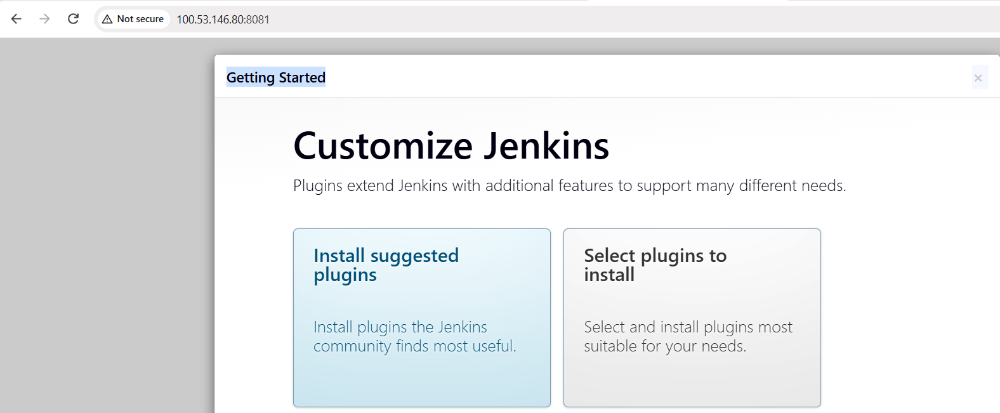 Not secure 100.53.146.80:8081
Getting Started
×
Customize Jenkins
Plugins extend Jenkins with additional features to support many different needs.
Install suggested
plugins
Install plugins the Jenkins
community finds most useful.
Select plugins to
install
Select and install plugins most
suitable for your needs.